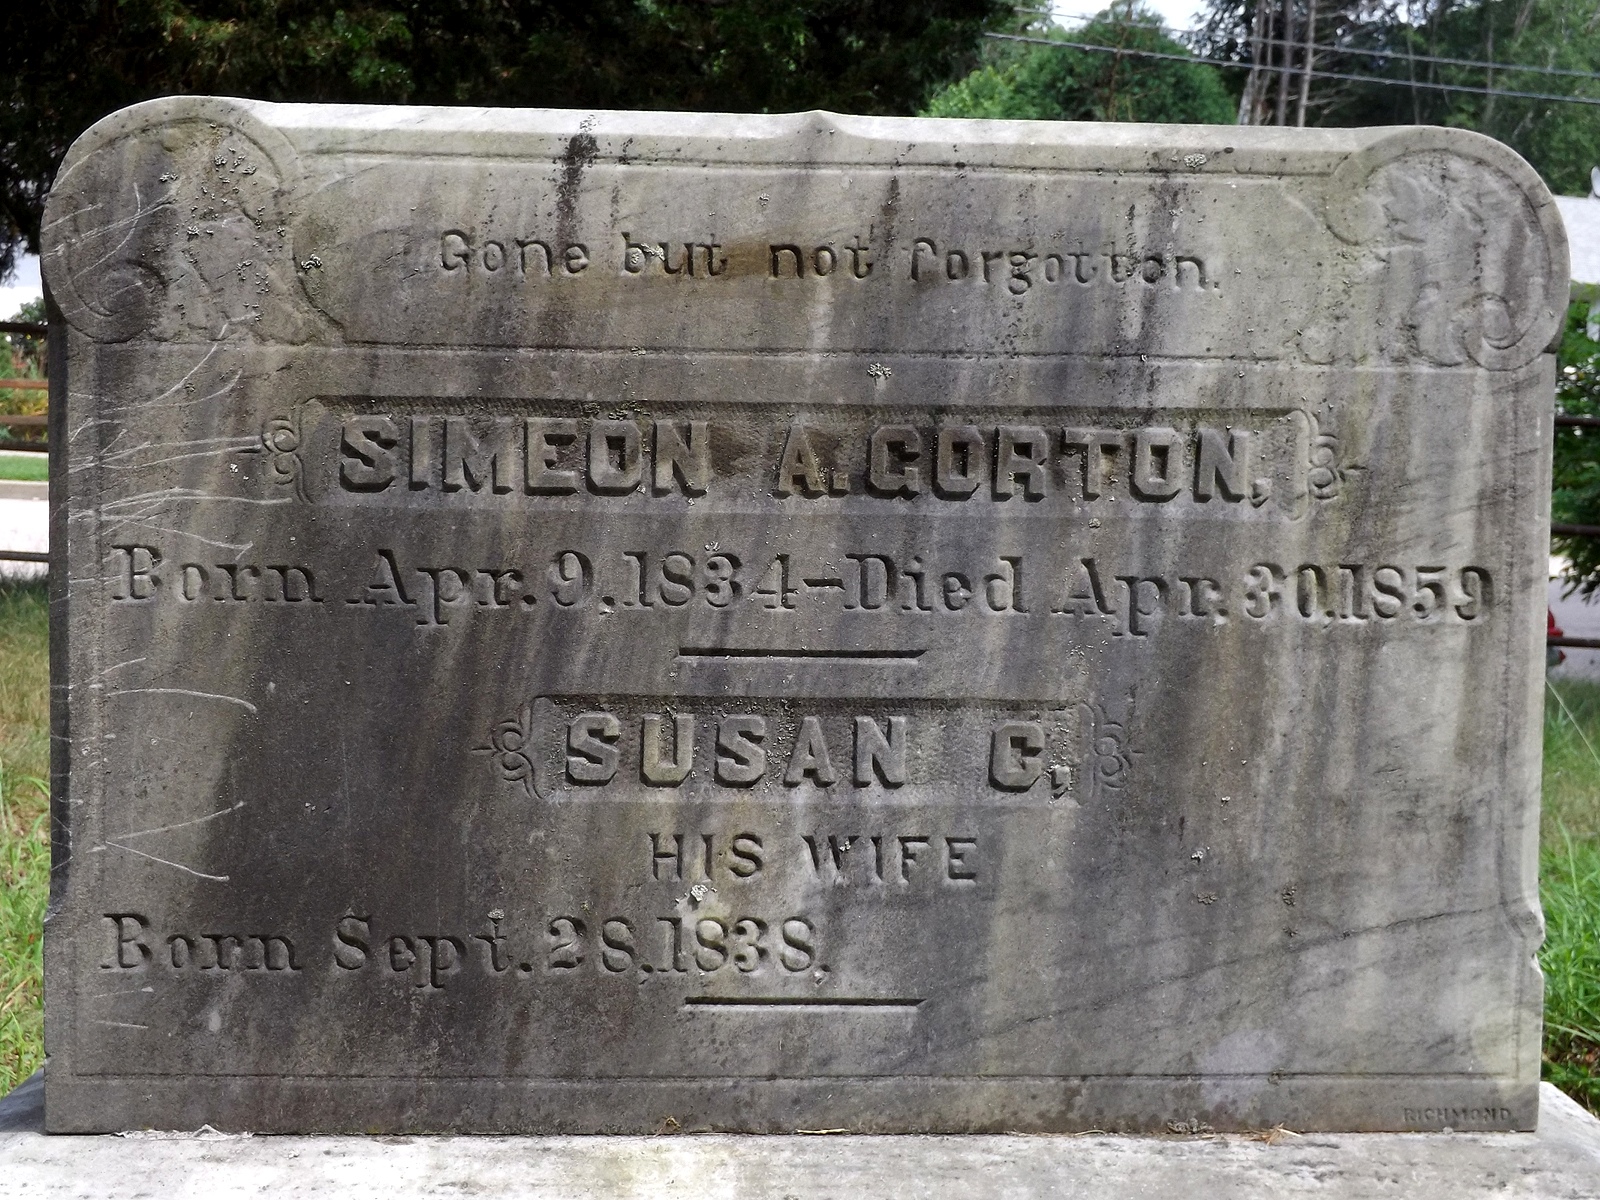 Gone but not forgotten.
SIMEON A. GORTON,
Born Apr. 9, 1834–Died Apr. 30, 1859
SUSAN C,
HIS WIFE
Born Sept. 28, 1838.
RICHMOND